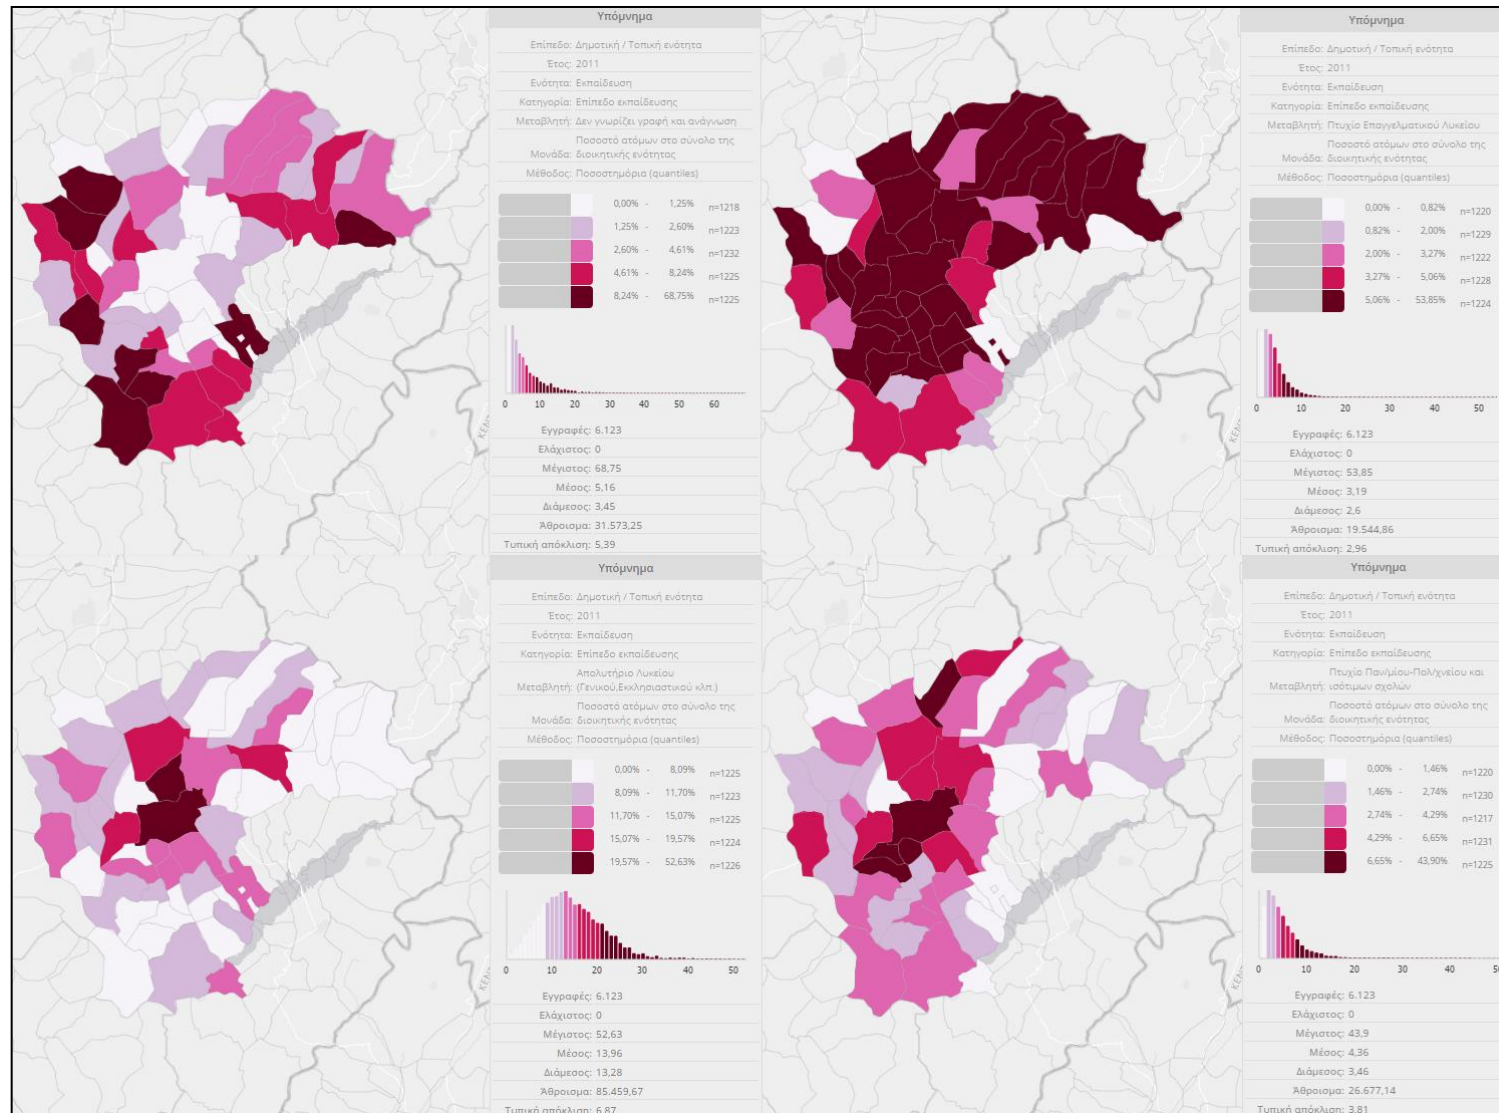 Υπόμνημα
Επίπεδο: Δημοτική / Τοπική ενότητα
Έτος: 2011
Ενότητα: Εκπαίδευση
Κατηγορία: Επίπεδο εκπαίδευσης
Μεταβλητή: Δεν γνωρίζει γραφή και ανάγνωση
Ποσοστό ατόμων στο σύνολο της
Μονάδα: διοικητικής ενότητας
Μέθοδος: Ποσοστημόρια (quantiles)
0,00% - 1,25% n=1218
1,25% - 2,60% n=1223
2,60% - 4,61% n=1232
4,61% - 8,24% n=1225
8,24% - 68,75% n=1225
0 10 20 30 40 50 60
Εγγραφές: 6.123
Ελάχιστος: 0
Μέγιστος: 68,75
Μέσος: 5,16
Διάμεσος: 3,45
Άθροισμα: 31.573,25
Τυπική απόκλιση: 5,39
Υπόμνημα
Επίπεδο: Δημοτική / Τοπική ενότητα
Έτος: 2011
Ενότητα: Εκπαίδευση
Κατηγορία: Επίπεδο εκπαίδευσης
Μεταβλητή: Πτυχίο Επαγγελματικού Λυκείου
Ποσοστό ατόμων στο σύνολο της
Μονάδα: διοικητικής ενότητας
Μέθοδος: Ποσοστημόρια (quantiles)
0,00% - 0,82% n=1220
0,82% - 2,00% n=1229
2,00% - 3,27% n=1222
3,27% - 5,06% n=1228
5,06% - 53,85% n=1224
0 10 20 30 40 50
Εγγραφές: 6.123
Ελάχιστος: 0
Μέγιστος: 53,85
Μέσος: 3,19
Διάμεσος: 2,6
Άθροισμα: 19.544,86
Τυπική απόκλιση: 2,96
Υπόμνημα
Επίπεδο: Δημοτική / Τοπική ενότητα
Έτος: 2011
Ενότητα: Εκπαίδευση
Κατηγορία: Επίπεδο εκπαίδευσης
Απολυτήριο Λυκείου
Μεταβλητή: (Γενικού,Εκκλησιαστικού κλπ.)
Ποσοστό ατόμων στο σύνολο της
Μονάδα: διοικητικής ενότητας
Μέθοδος: Ποσοστημόρια (quantiles)
0,00% - 8,09% n=1225
8,09% - 11,70% n=1223
11,70% - 15,07% n=1225
15,07% - 19,57% n=1224
19,57% - 52,63% n=1226
0 10 20 30 40 50
Εγγραφές: 6.123
Ελάχιστος: 0
Μέγιστος: 52,63
Μέσος: 13,96
Διάμεσος: 13,28
Άθροισμα: 85.459,67
Τυπική απόκλιση: 6,87
Υπόμνημα
Επίπεδο: Δημοτική / Τοπική ενότητα
Έτος: 2011
Ενότητα: Εκπαίδευση
Κατηγορία: Επίπεδο εκπαίδευσης
Πτυχίο Παν/μίου-Πολ/χνείου και
Μεταβλητή: ισότιμων σχολών
Ποσοστό ατόμων στο σύνολο της
Μονάδα: διοικητικής ενότητας
Μέθοδος: Ποσοστημόρια (quantiles)
0,00% - 1,46% n=1220
1,46% - 2,74% n=1230
2,74% - 4,29% n=1217
4,29% - 6,65% n=1231
6,65% - 43,90% n=1225
0 10 20 30 40 50
Εγγραφές: 6.123
Ελάχιστος: 0
Μέγιστος: 43,9
Μέσος: 4,36
Διάμεσος: 3,46
Άθροισμα: 26.677,14
Τυπική απόκλιση: 3,81